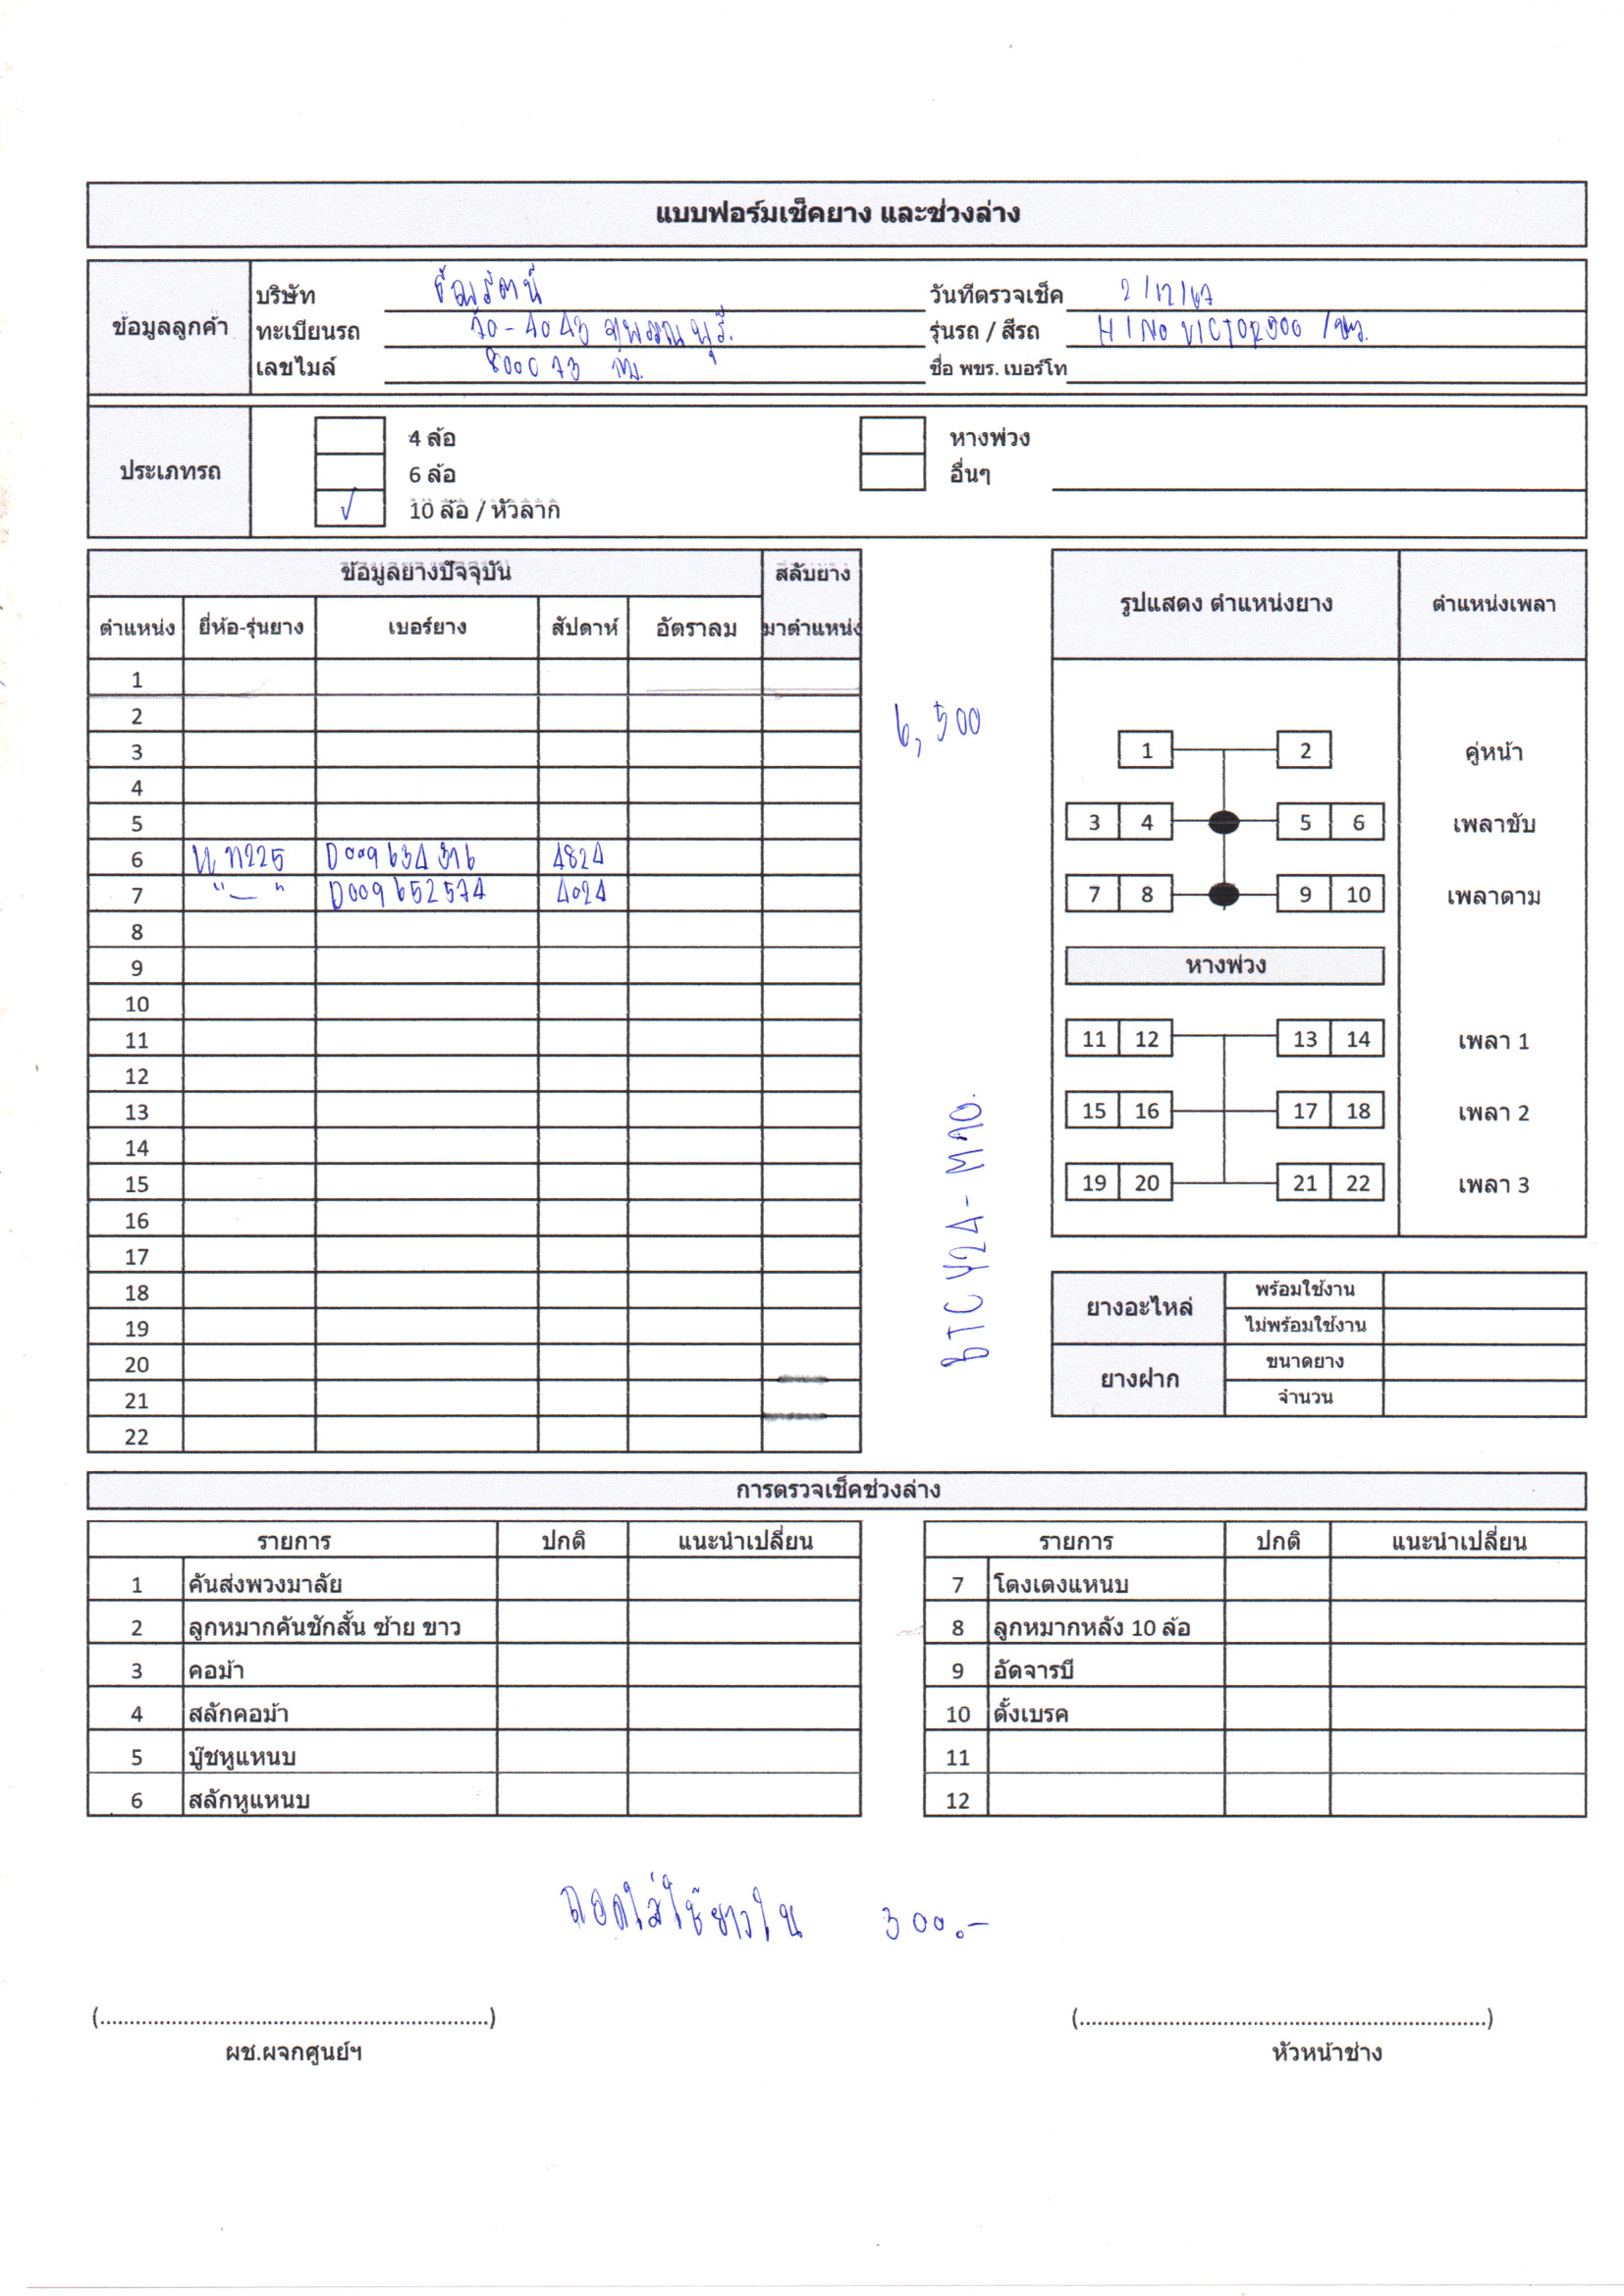 แบบฟอร์มเช็คยาง และช่วงล่าง
ข้อมูลลูกค้า
บริษัท
วันที่ตรวจเช็ค 2/12/67
ทะเบียนรถ 70-4043 สุพรรณบุรี
รุ่นรถ / สีรถ HINO VICTOR500 /ขาว
เลขไมล์ 800073 กม.
ชื่อ พขร. เบอร์โท
ประเภทรถ
4 ล้อ
6 ล้อ
✓ 10 ล้อ / หัวลาก
หางพ่วง
อื่นๆ
ข้อมูลยางปัจจุบัน สลับยาง
ตำแหน่ง ยี่ห้อ-รุ่นยาง เบอร์ยาง สัปดาห์ อัตราลม มาตำแหน่ง
1
2
3
4
5
6 D009634316 4824
7 "—" D009652574 4024
8
9
10
11
12
13
14
15
16
17
18
19
20
21
22
6,500
BTC Y24-
รูปแสดง ตำแหน่งยาง ตำแหน่งเพลา
1 2 คู่หน้า
3 4 5 6 เพลาขับ
7 8 9 10 เพลาตาม
หางพ่วง
11 12 13 14 เพลา 1
15 16 17 18 เพลา 2
19 20 21 22 เพลา 3
ยางอะไหล่ พร้อมใช้งาน
ไม่พร้อมใช้งาน
ยางฝาก ขนาดยาง
จำนวน
การตรวจเช็คช่วงล่าง
รายการ ปกติ แนะนำเปลี่ยน
1 คันส่งพวงมาลัย
2 ลูกหมากคันชักสั้น ซ้าย ขาว
3 คอม้า
4 สลักคอม้า
5 บู๊ชหูแหนบ
6 สลักหูแหนบ
รายการ ปกติ แนะนำเปลี่ยน
7 โตงเตงแหนบ
8 ลูกหมากหลัง 10 ล้อ
9 อัดจารบี
10 ตั้งเบรค
11
12
ถอดใส่ใช้ยางใน 300.-
(..................................................................)
(......................................................................)
ผช.ผจกศูนย์ฯ
หัวหน้าช่าง